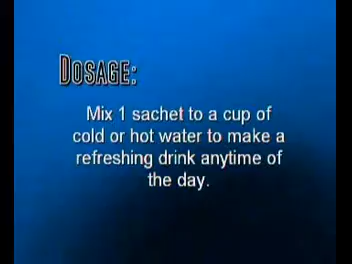 DOSAGE:
Mix 1 sachet to a cup of
cold or hot water to make a
refreshing drink anytime of
the day.